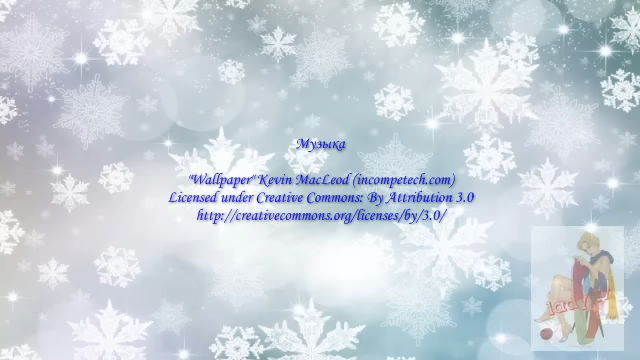 Музыка
"Wallpaper" Kevin MacLeod (incompetech.com)
Licensed under Creative Commons: By Attribution 3.0
http://creativecommons.org/licenses/by/3.0/